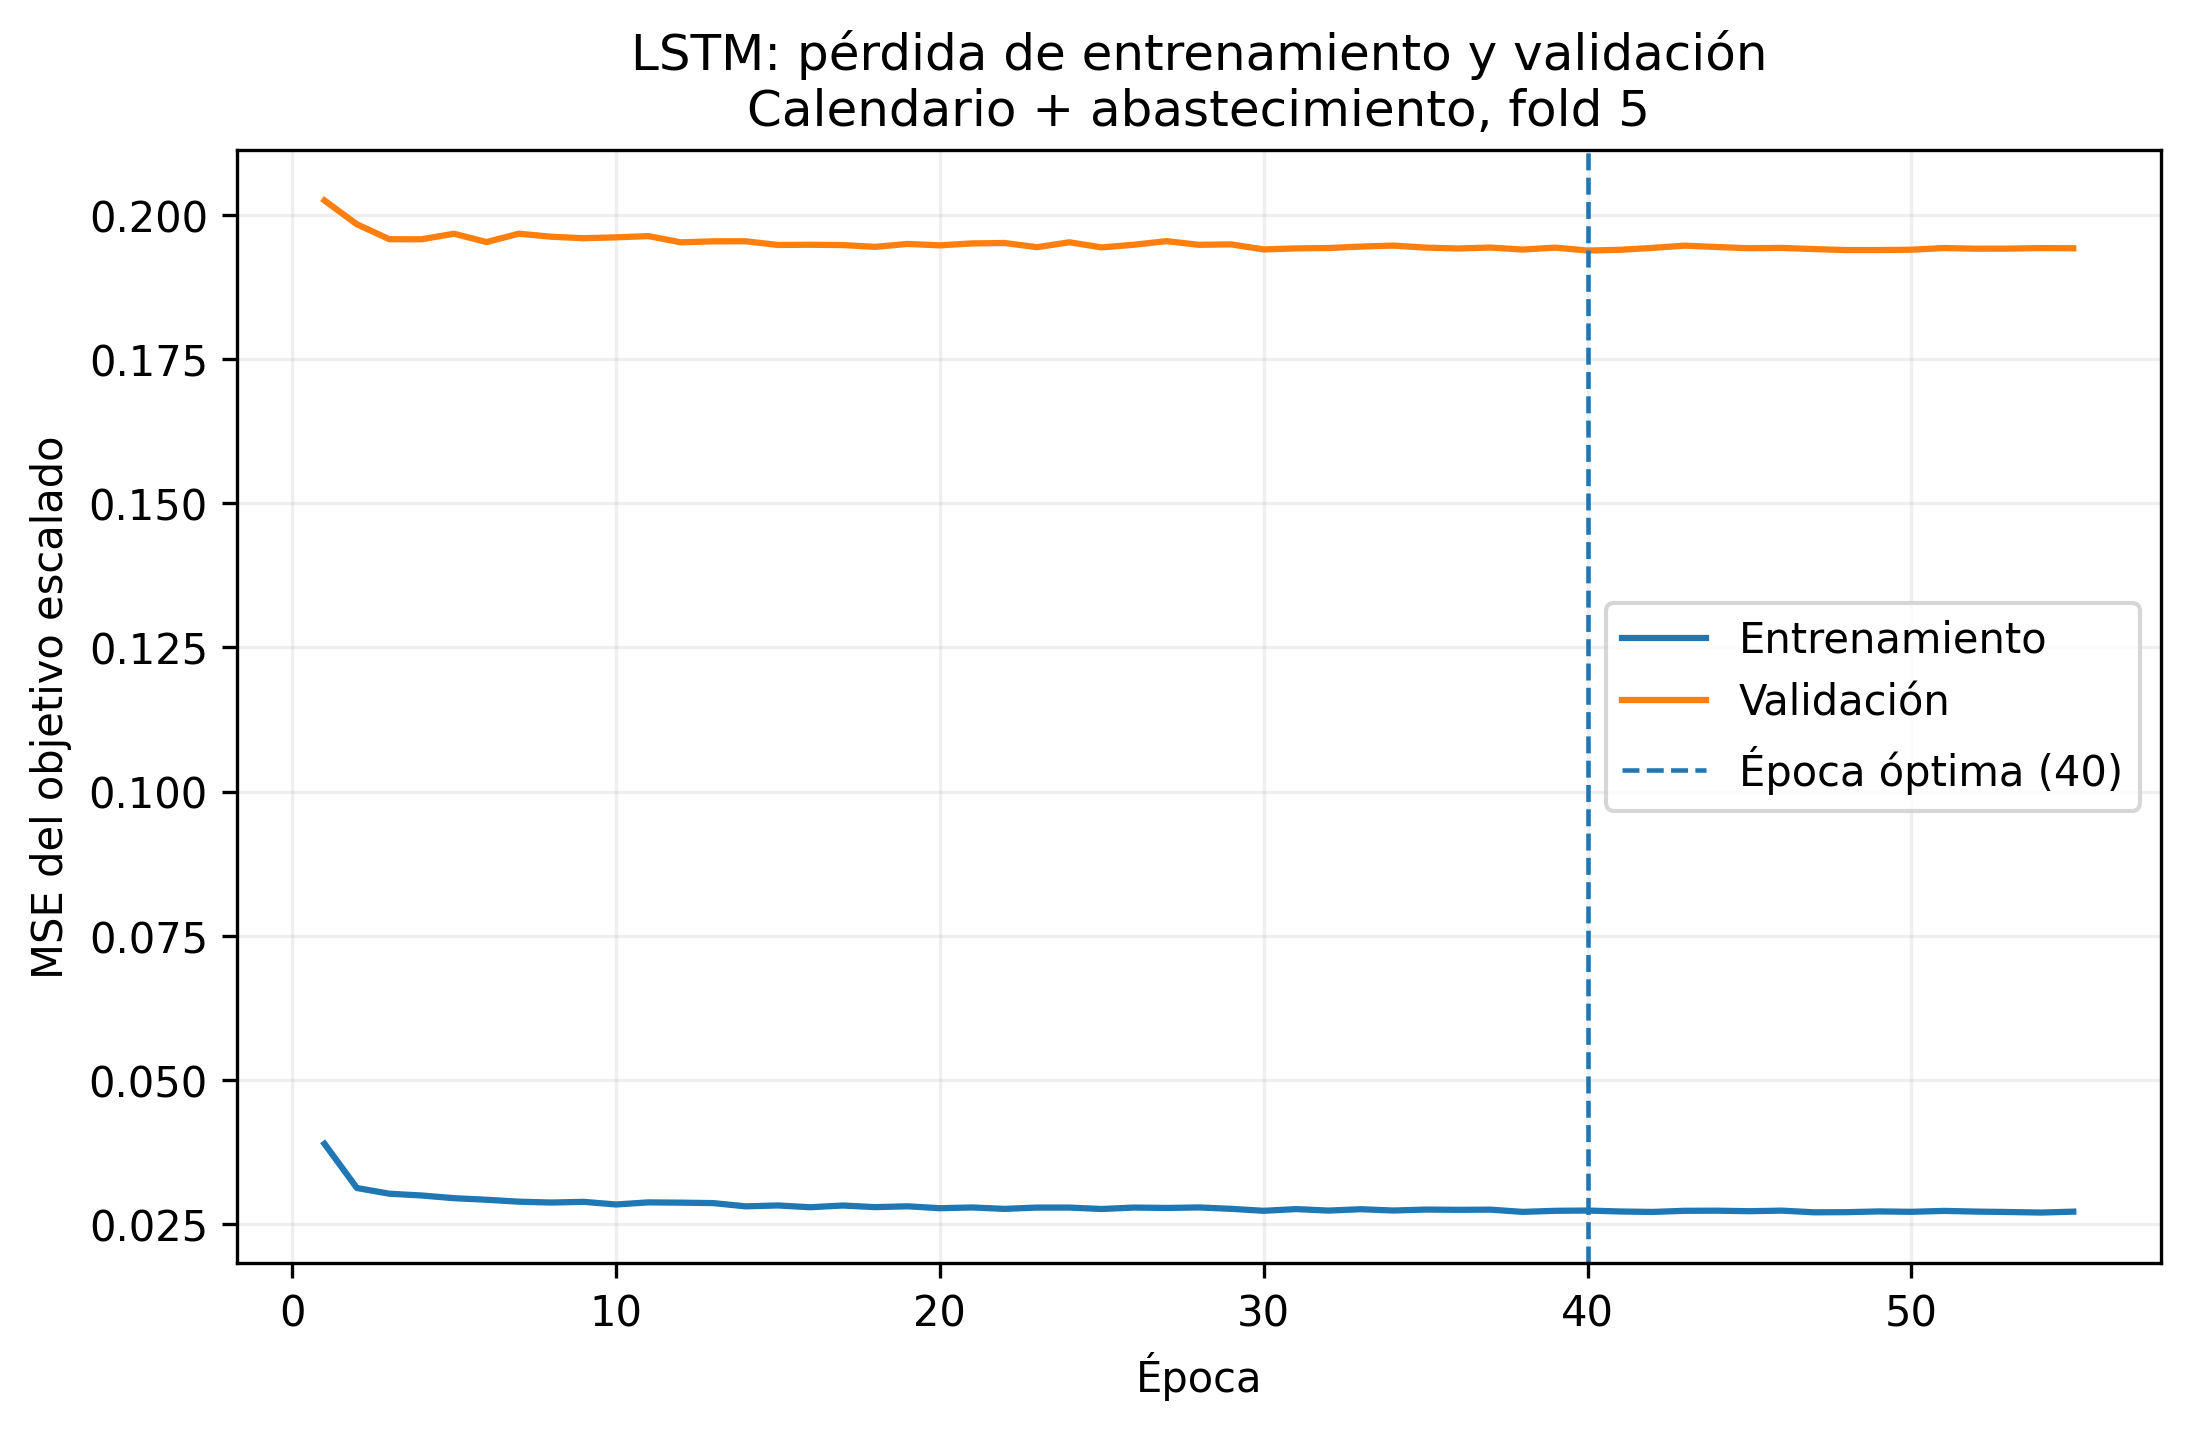 LSTM: pérdida de entrenamiento y validación
Calendario + abastecimiento, fold 5
MSE del objetivo escalado
0.200
0.175
0.150
0.125
0.100
0.075
0.050
0.025
Entrenamiento
Validación
Época óptima (40)
0 10 20 30 40 50
Época